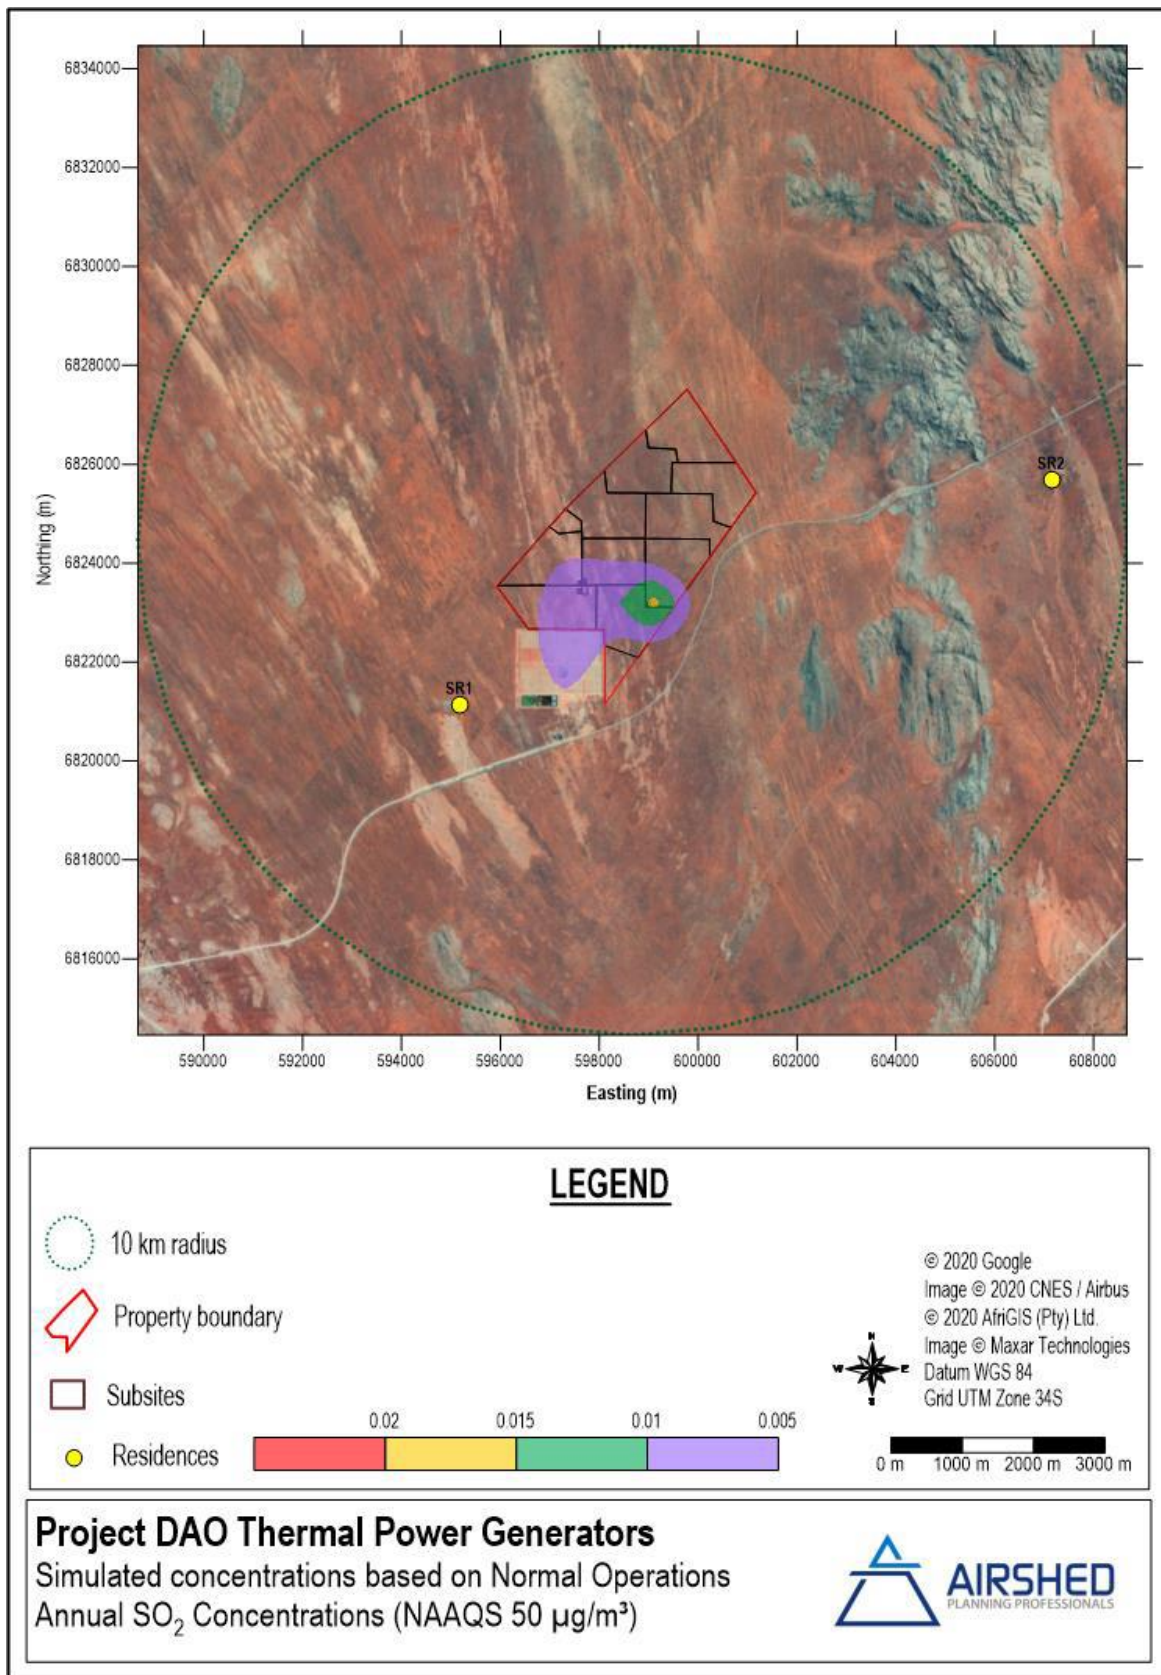 6834000
6832000
6830000
6828000
6826000
6824000
6822000
6820000
6818000
6816000
Northing (m)
SR2
SR1
590000 592000 594000 596000 598000 600000 602000 604000 606000 608000
Easting (m)
LEGEND
10 km radius
Property boundary
Subsites
Residences
0.02 0.015 0.01 0.005
© 2020 Google
Image © 2020 CNES / Airbus
© 2020 AfriGIS (Pty) Ltd.
Image © Maxar Technologies
Datum WGS 84
Grid UTM Zone 34S
N
W E
S
0 m 1000 m 2000 m 3000 m
Project DAO Thermal Power Generators
Simulated concentrations based on Normal Operations
Annual SO₂ Concentrations (NAAQS 50 µg/m³)
AIRSHED
PLANNING PROFESSIONALS